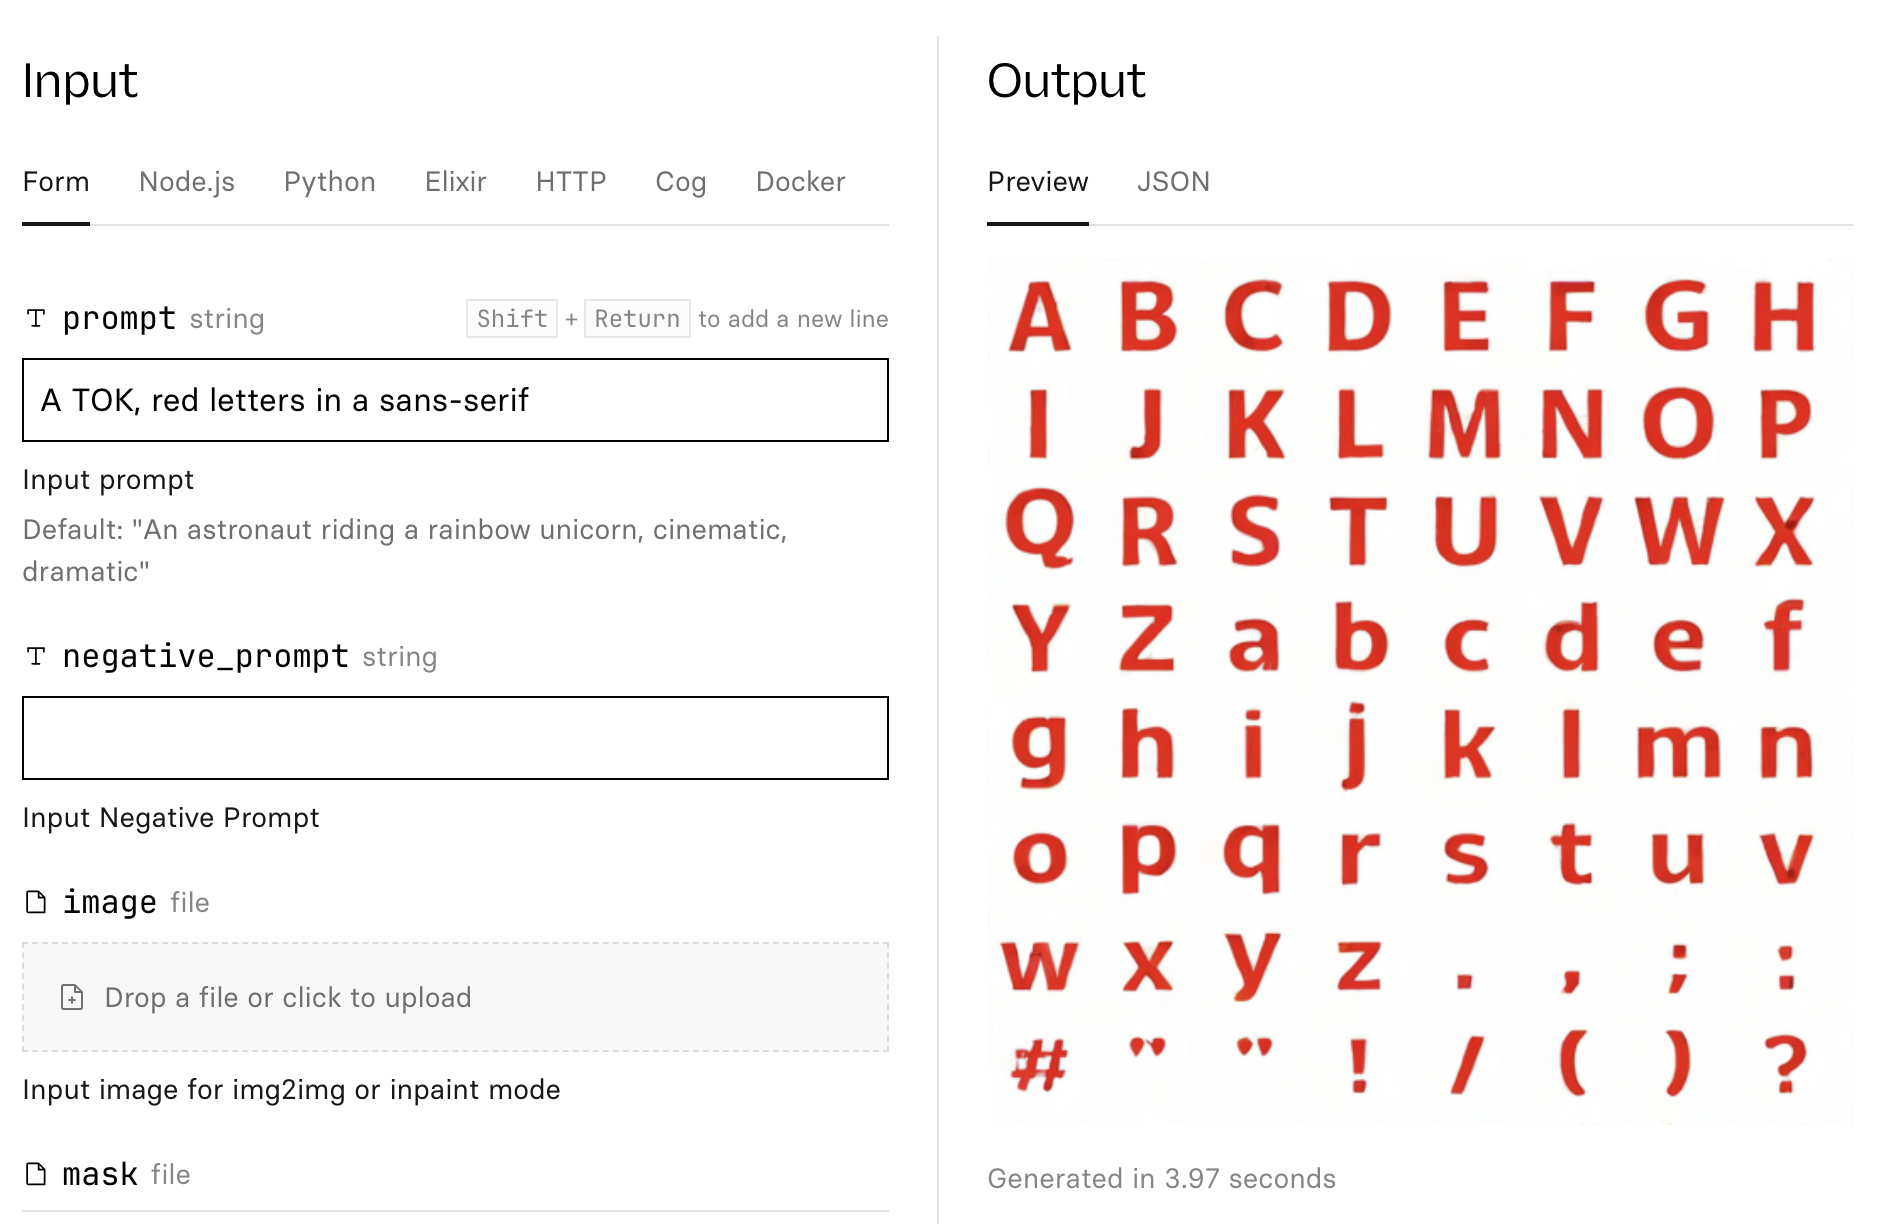 Input
Form Node.js Python Elixir HTTP Cog Docker
prompt string Shift + Return to add a new line
A TOK, red letters in a sans-serif
Input prompt
Default: "An astronaut riding a rainbow unicorn, cinematic,
dramatic"
negative_prompt string
Input Negative Prompt
image file
Drop a file or click to upload
Input image for img2img or inpaint mode
mask file
Output
Preview JSON
A B C D E F G H
I J K L M N O P
Q R S T U V W X
Y Z a b c d e f
g h i j k l m n
o p q r s t u v
w x y z . , ; :
# " " ! / ( ) ?
Generated in 3.97 seconds